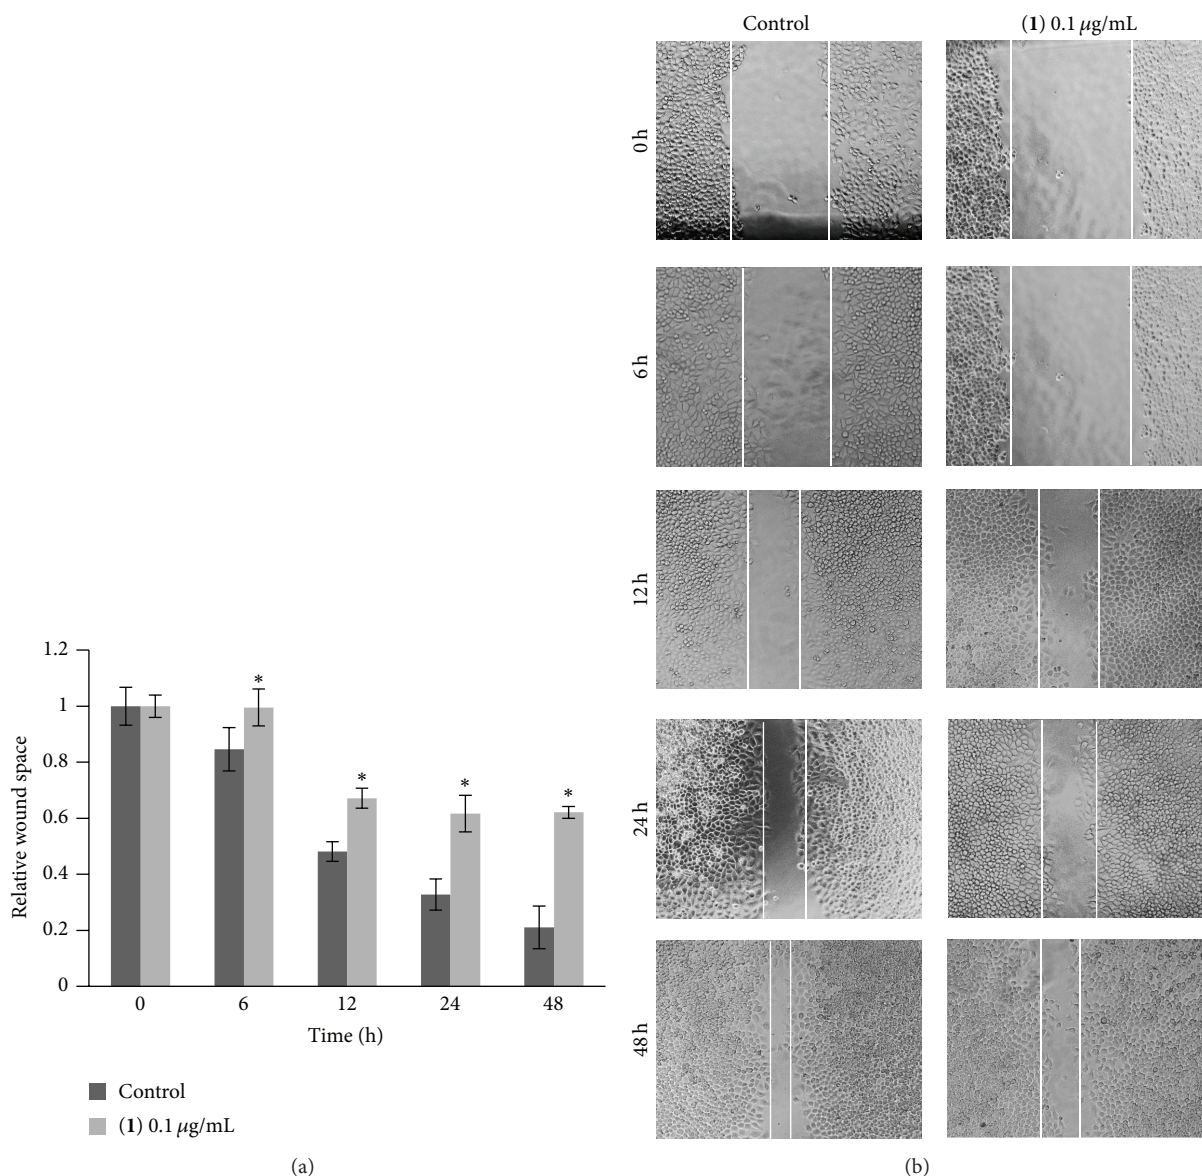 1.2
1
0.8
0.6
0.4
0.2
0
Relative wound space
*
*
*
*
0 6 12 24 48
Time (h)
Control
(1) 0.1 μg/mL
(a)
Control (1) 0.1 μg/mL
0 h
6 h
12 h
24 h
48 h
(b)